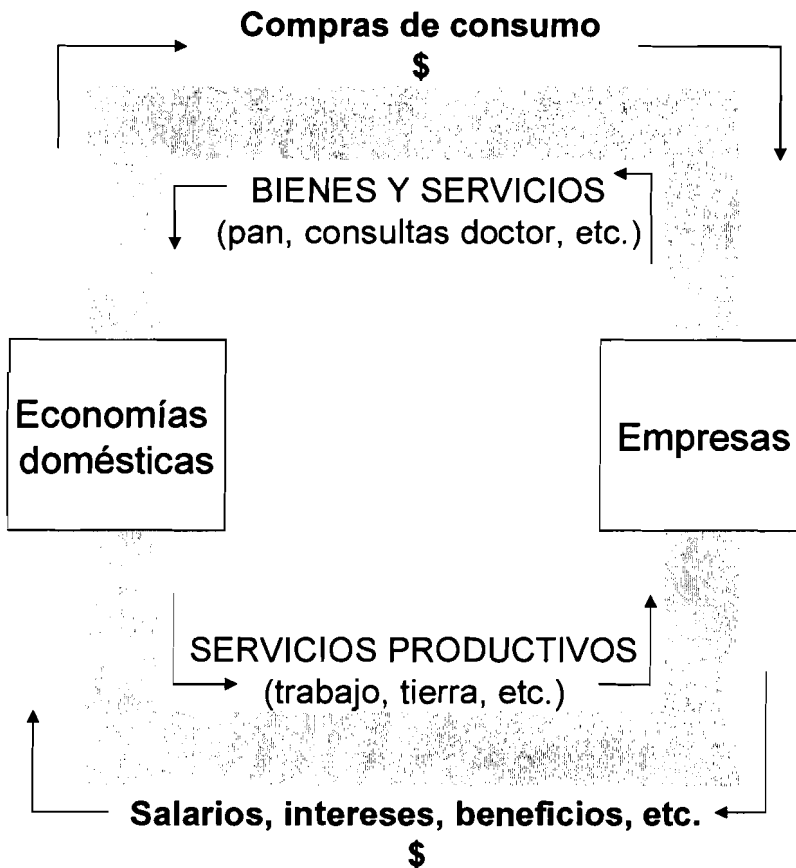 Compras de consumo
$
BIENES Y SERVICIOS
(pan, consultas doctor, etc.)
Economías
domésticas
Empresas
SERVICIOS PRODUCTIVOS
(trabajo, tierra, etc.)
Salarios, intereses, beneficios, etc.
$